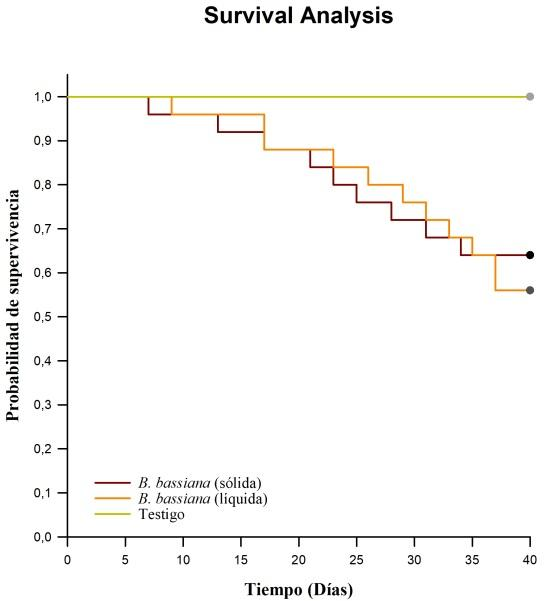 Survival Analysis
Probabilidad de supervivencia
1,0
0,9
0,8
0,7
0,6
0,5
0,4
0,3
0,2
0,1
0,0
B. bassiana (sólida)
B. bassiana (líquida)
Testigo
0 5 10 15 20 25 30 35 40
Tiempo (Días)